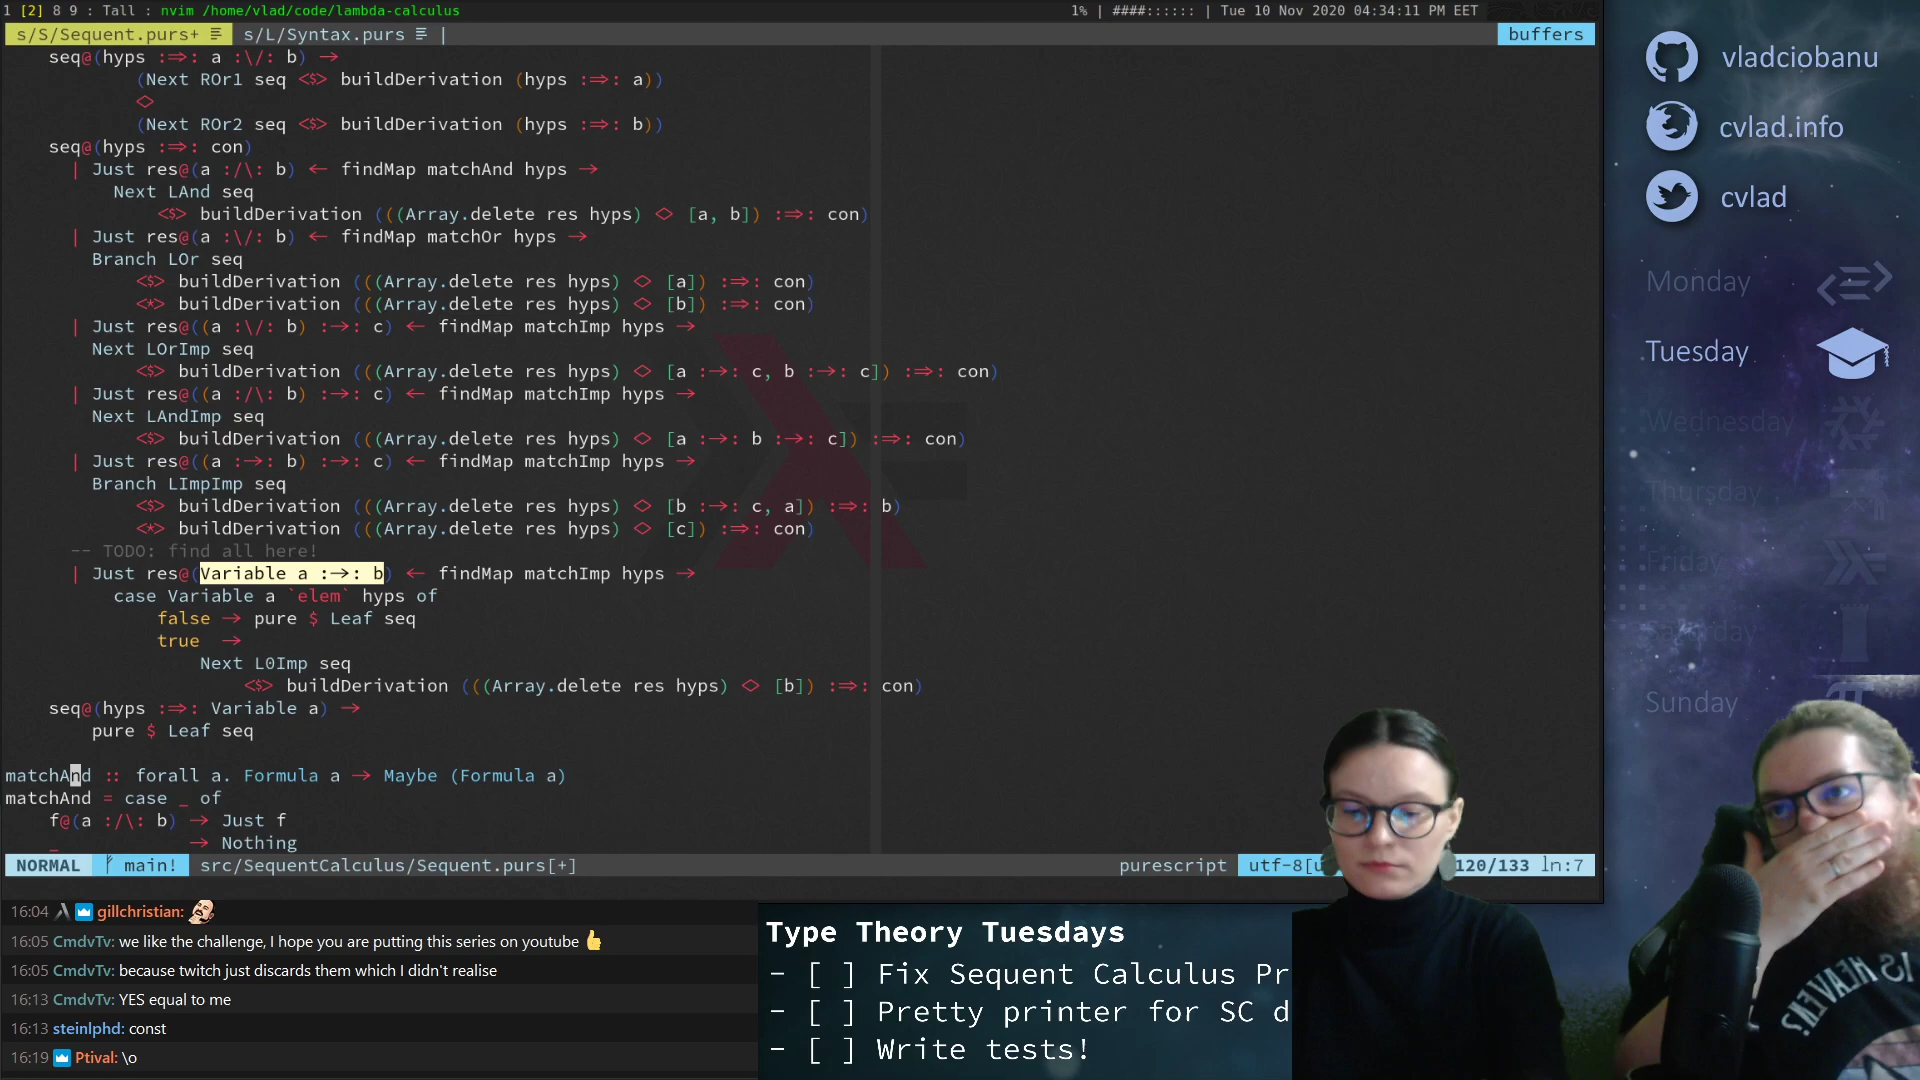 1 [2] 8 9 : Tall : nvim /home/vlad/code/lambda-calculus
1% | ####:::::: | Tue 10 Nov 2020 04:34:11 PM EET
s/S/Sequent.purs+ s/L/Syntax.purs |
buffers
seq@(hyps :⇒: a :\/: b) →
(Next ROr1 seq <$> buildDerivation (hyps :⇒: a))
<>
(Next ROr2 seq <$> buildDerivation (hyps :⇒: b))
seq@(hyps :⇒: con)
| Just res@(a :/\: b) ← findMap matchAnd hyps →
Next LAnd seq
<$> buildDerivation (((Array.delete res hyps) <> [a, b]) :⇒: con)
| Just res@(a :\/: b) ← findMap matchOr hyps →
Branch LOr seq
<$> buildDerivation (((Array.delete res hyps) <> [a]) :⇒: con)
<*> buildDerivation (((Array.delete res hyps) <> [b]) :⇒: con)
| Just res@((a :\/: b) :→: c) ← findMap matchImp hyps →
Next LOrImp seq
<$> buildDerivation (((Array.delete res hyps) <> [a :→: c, b :→: c]) :⇒: con)
| Just res@((a :/\: b) :→: c) ← findMap matchImp hyps →
Next LAndImp seq
<$> buildDerivation (((Array.delete res hyps) <> [a :→: b :→: c]) :⇒: con)
| Just res@((a :→: b) :→: c) ← findMap matchImp hyps →
Branch LImpImp seq
<$> buildDerivation (((Array.delete res hyps) <> [b :→: c, a]) :⇒: b)
<*> buildDerivation (((Array.delete res hyps) <> [c]) :⇒: con)
-- TODO: find all here!
| Just res@(Variable a :→: b) ← findMap matchImp hyps →
case Variable a `elem` hyps of
false → pure $ Leaf seq
true →
Next L0Imp seq
<$> buildDerivation (((Array.delete res hyps) <> [b]) :⇒: con)
seq@(hyps :⇒: Variable a) →
pure $ Leaf seq
matchAnd :: forall a. Formula a → Maybe (Formula a)
matchAnd = case _ of
f@(a :/\: b) → Just f
_ → Nothing
NORMAL main! src/SequentCalculus/Sequent.purs[+]
purescript utf-8[u 120/133 ln:7
16:04 gillchristian:
16:05 CmdvTv: we like the challenge, I hope you are putting this series on youtube
16:05 CmdvTv: because twitch just discards them which I didn't realise
16:13 CmdvTv: YES equal to me
16:13 steinlphd: const
16:19 Ptival: \o
Type Theory Tuesdays
- [ ] Fix Sequent Calculus Pr
- [ ] Pretty printer for SC d
- [ ] Write tests!
vladciobanu
cvlad.info
cvlad
Monday
Tuesday
Wednesday
Thursday
Friday
Saturday
Sunday